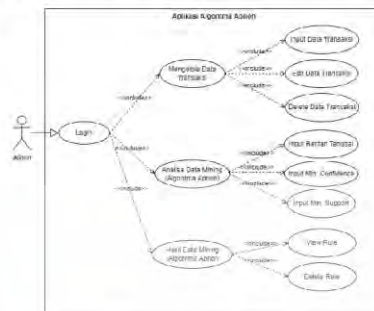 Aplikasi Algoritma Apriori
Input Data Transaksi
<<include>>
Mengelola Data
Transaksi
<<include>>
Edit Data Transaksi
<<include>>
<<include>>
Delete Data Transaksi
Login
Admin
Input Rentan Tanggal
<<include>>
<<include>>
Analisa Data Mining
(Algoritma Apriori)
<<include>>
Input Min. Confidence
<<include>>
Input Min. Support
<<include>>
View Rule
<<include>>
Hasil Data Mining
(Algoritma Apriori)
<<include>>
Delete Rule